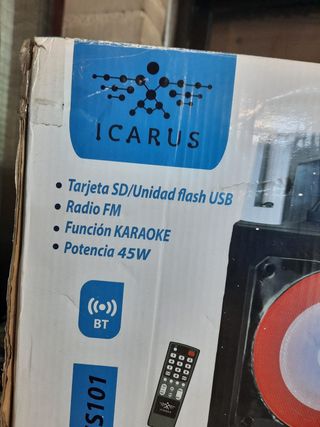 ICARUS
• Tarjeta SD/Unidad flash USB
• Radio FM
• Función KARAOKE
• Potencia 45W
BT
S101